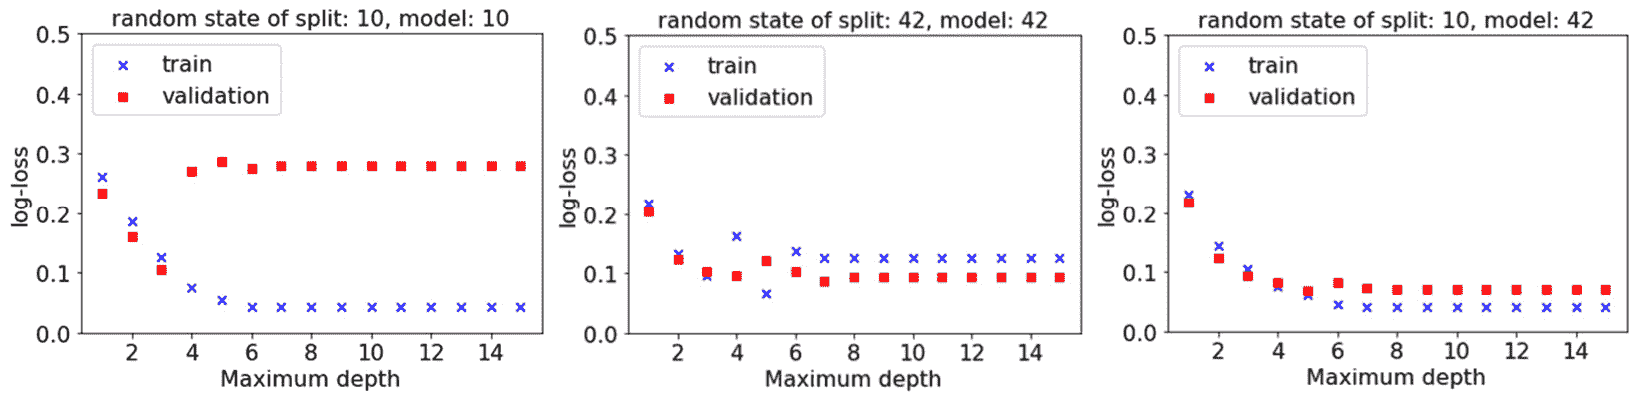 random state of split: 10, model: 10
0.5
0.4
0.3
0.2
0.1
0.0
log-loss
train
validation
2 4 6 8 10 12 14
Maximum depth
random state of split: 42, model: 42
0.5
0.4
0.3
0.2
0.1
0.0
log-loss
train
validation
2 4 6 8 10 12 14
Maximum depth
random state of split: 10, model: 42
0.5
0.4
0.3
0.2
0.1
0.0
log-loss
train
validation
2 4 6 8 10 12 14
Maximum depth